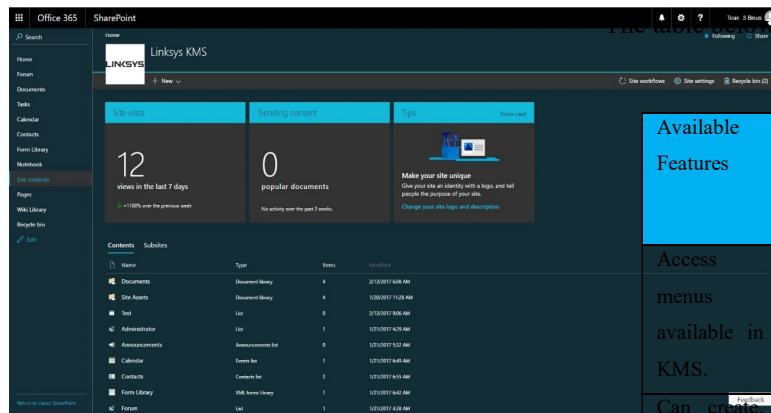 Office 365 SharePoint ? Team 3 Binus
The table below
Search Home Following Share
LINKSYS Linksys KMS
Home
Forum
+ New Site workflows Site settings Recycle bin (2)
Documents
Tasks
Calendar
Contacts
Form Library
Notebook
Site contents
Pages
Wiki Library
Recycle bin
Edit
Site visits
12
views in the last 7 days
+1100% over the previous week
Trending content
0
popular documents
No activity over the past 2 weeks.
Tips Show next
Make your site unique
Give your site an identity with a logo, and tell
people the purpose of your site.
Change your site logo and description
Available
Features
Access
menus
available in
KMS.
Can create
Contents Subsites
Name Type Items Modified
Documents Document library 4 2/13/2017 6:08 AM
Site Assets Document library 4 1/20/2017 11:28 AM
Test List 0 2/13/2017 9:06 AM
Administrator List 1 1/21/2017 4:29 AM
Announcements Announcements list 0 1/21/2017 5:32 AM
Calendar Events list 1 1/21/2017 6:49 AM
Contacts Contacts list 2 1/21/2017 6:55 AM
Form Library XML forms library 1 1/21/2017 6:42 AM
Forum List 1 1/21/2017 4:38 AM
Return to classic SharePoint
Feedback